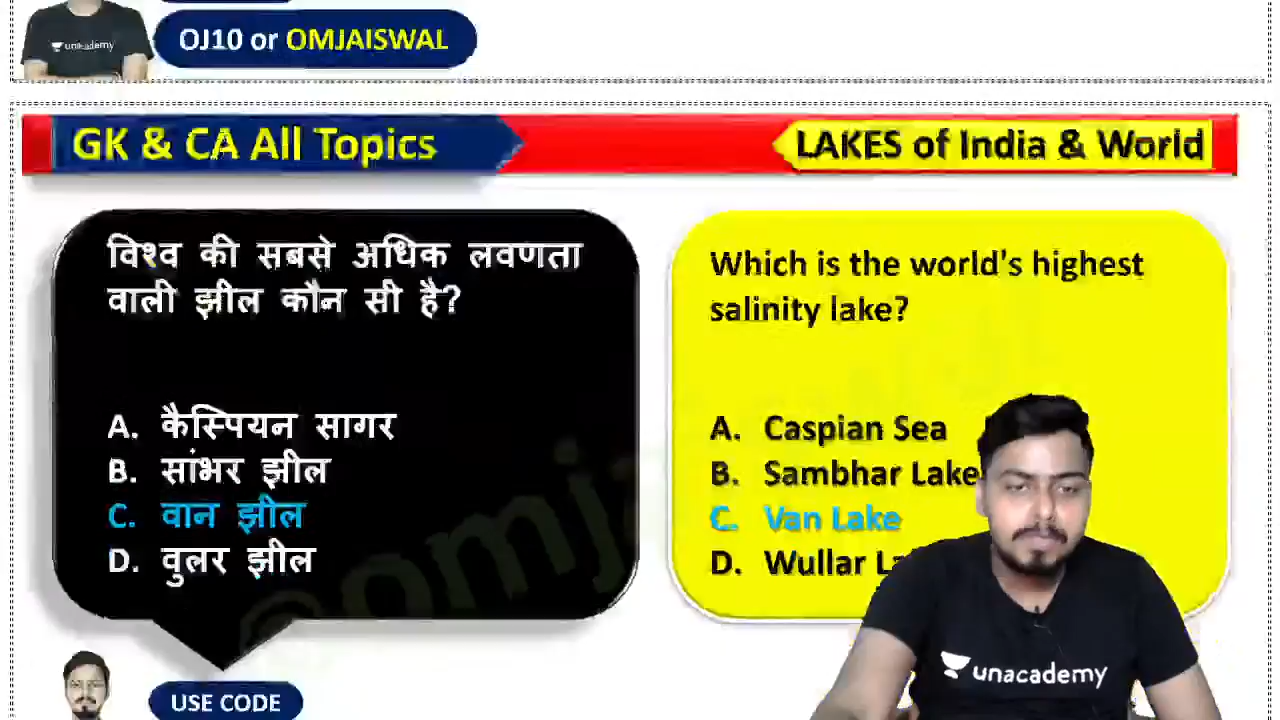 unacademy
OJ10 or OMJAISWAL
GK & CA All Topics
LAKES of India & World
विश्व की सबसे अधिक लवणता
वाली झील कौन सी है?
A. कैस्पियन सागर
B. सांभर झील
C. वान झील
D. वुलर झील
Which is the world's highest
salinity lake?
A. Caspian Sea
B. Sambhar Lake
C. Van Lake
D. Wullar
unacademy
USE CODE